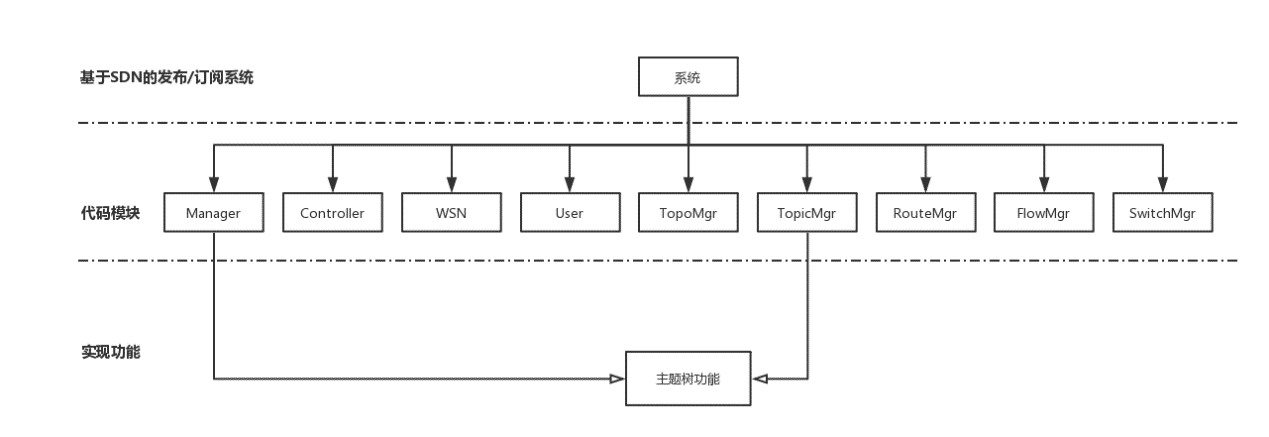 基于SDN的发布/订阅系统
系统
代码模块
Manager
Controller
WSN
User
TopoMgr
TopicMgr
RouteMgr
FlowMgr
SwitchMgr
实现功能
主题树功能